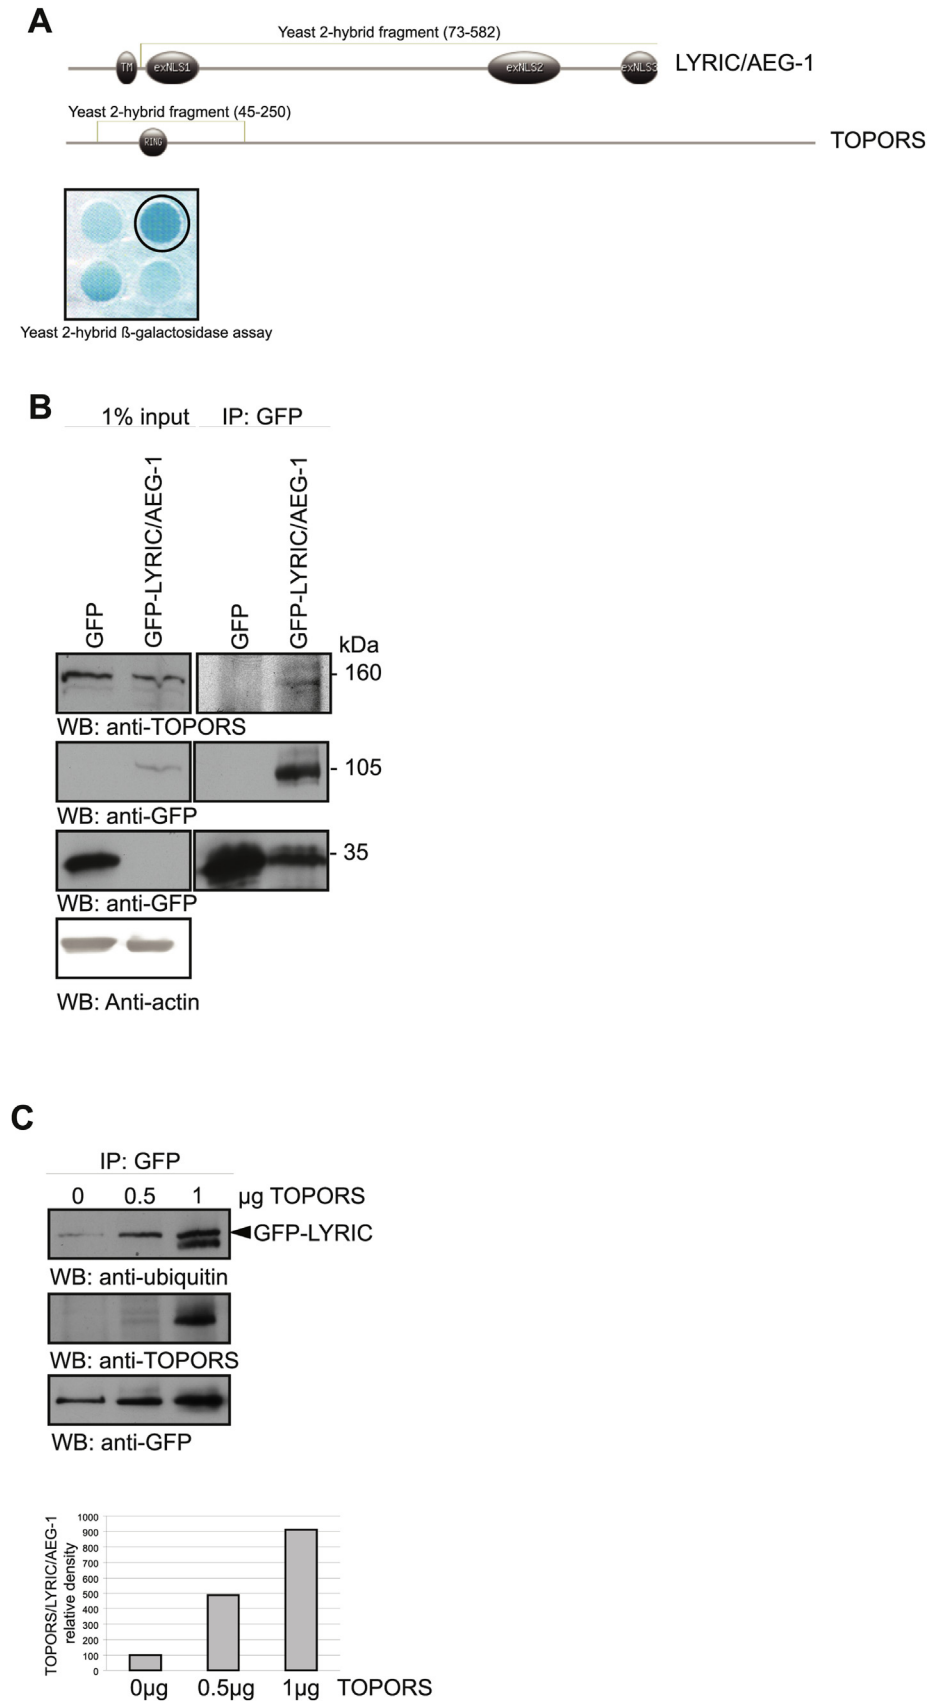 A
Yeast 2-hybrid fragment (73-582)
TM
exNLS1
exNLS2
exNLS3
LYRIC/AEG-1
Yeast 2-hybrid fragment (45-250)
RING
TOPORS
Yeast 2-hybrid ß-galactosidase assay
B
1% input
IP: GFP
GFP
GFP-LYRIC/AEG-1
GFP
GFP-LYRIC/AEG-1
kDa
- 160
WB: anti-TOPORS
- 105
WB: anti-GFP
- 35
WB: anti-GFP
WB: Anti-actin
C
IP: GFP
0 0.5 1 µg TOPORS
GFP-LYRIC
WB: anti-ubiquitin
WB: anti-TOPORS
WB: anti-GFP
TOPORS/LYRIC/AEG-1
relative density
1000
900
800
700
600
500
400
300
200
100
0
0µg 0.5µg 1µg TOPORS